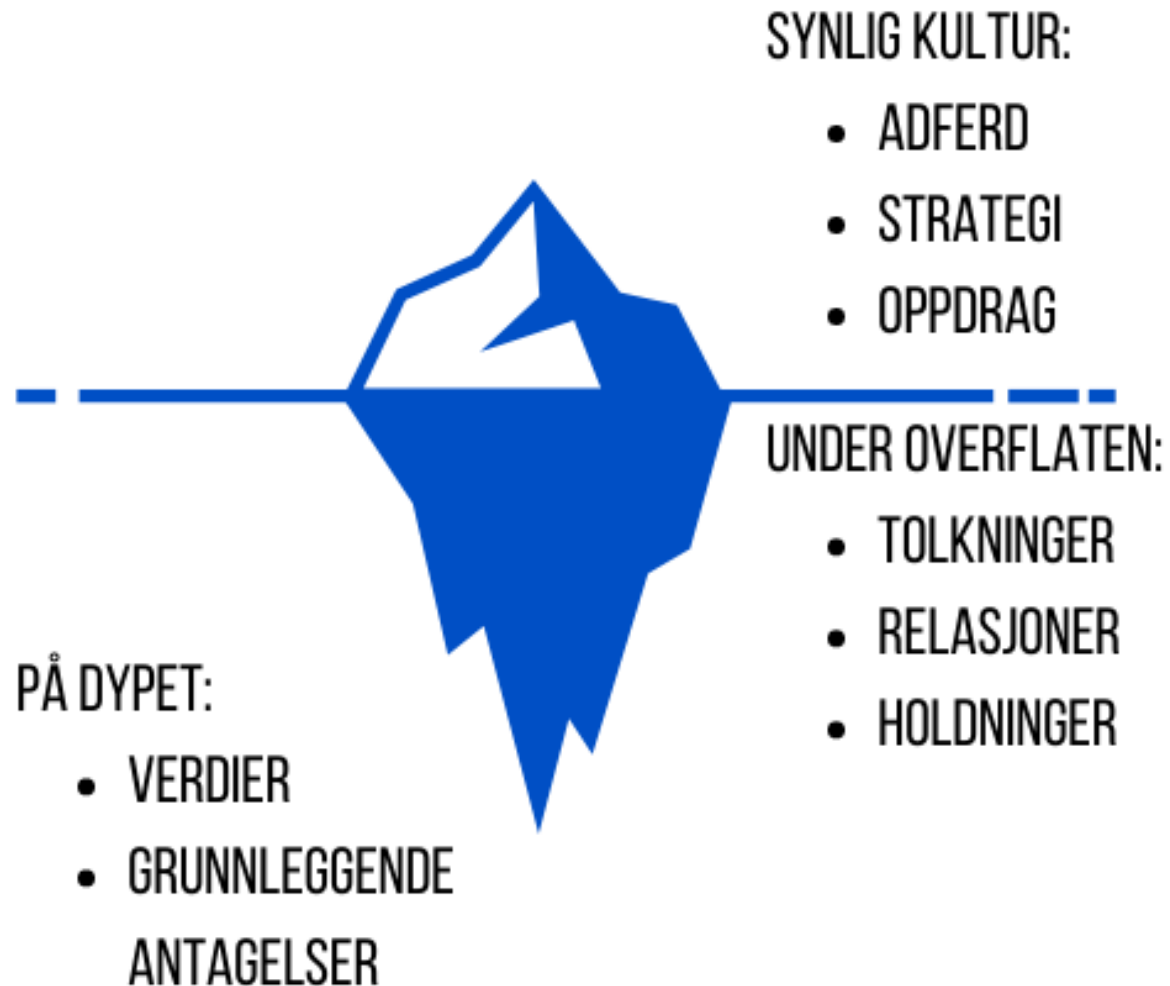 SYNLIG KULTUR:
• ADFERD
• STRATEGI
• OPPDRAG
UNDER OVERFLATEN:
• TOLKNINGER
• RELASJONER
• HOLDNINGER
PÅ DYPET:
• VERDIER
• GRUNNLEGGENDE
ANTAGELSER